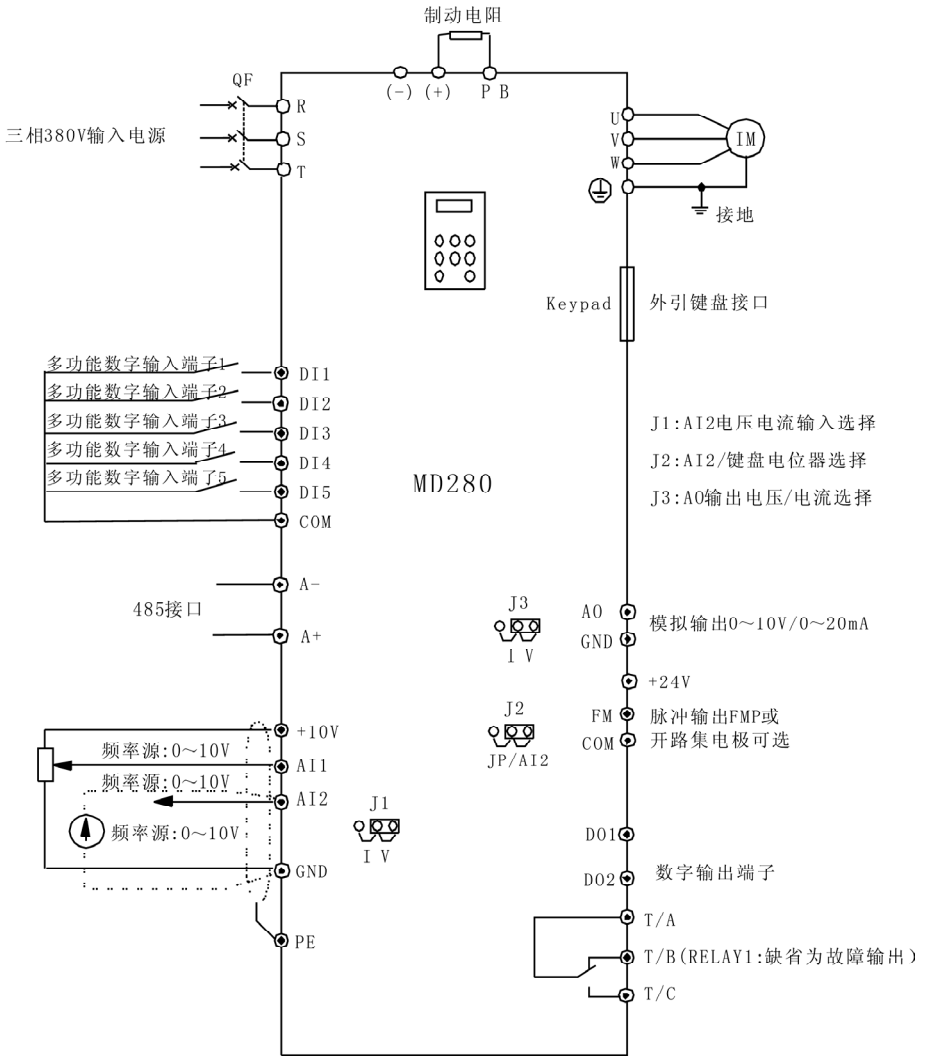 制动电阻
QF
(-)
(+)
P B
R
S
T
三相380V输入电源
U
V
W
IM
接地
Keypad
外引键盘接口
多功能数字输入端子1
DI1
多功能数字输入端子2
DI2
多功能数字输入端子3
DI3
多功能数字输入端子4
DI4
多功能数字输入端了5
DI5
COM
MD280
J1:AI2电压电流输入选择
J2:AI2/键盘电位器选择
J3:AO输出电压/电流选择
A-
485接口
A+
J3
I V
AO
GND
模拟输出0～10V/0～20mA
+24V
J2
JP/AI2
FM
COM
脉冲输出FMP或
开路集电极可选
+10V
频率源:0～10V
AI1
频率源:0～10V
AI2
频率源:0～10V
J1
I V
GND
PE
DO1
DO2
数字输出端子
T/A
T/B(RELAY1:缺省为故障输出)
T/C